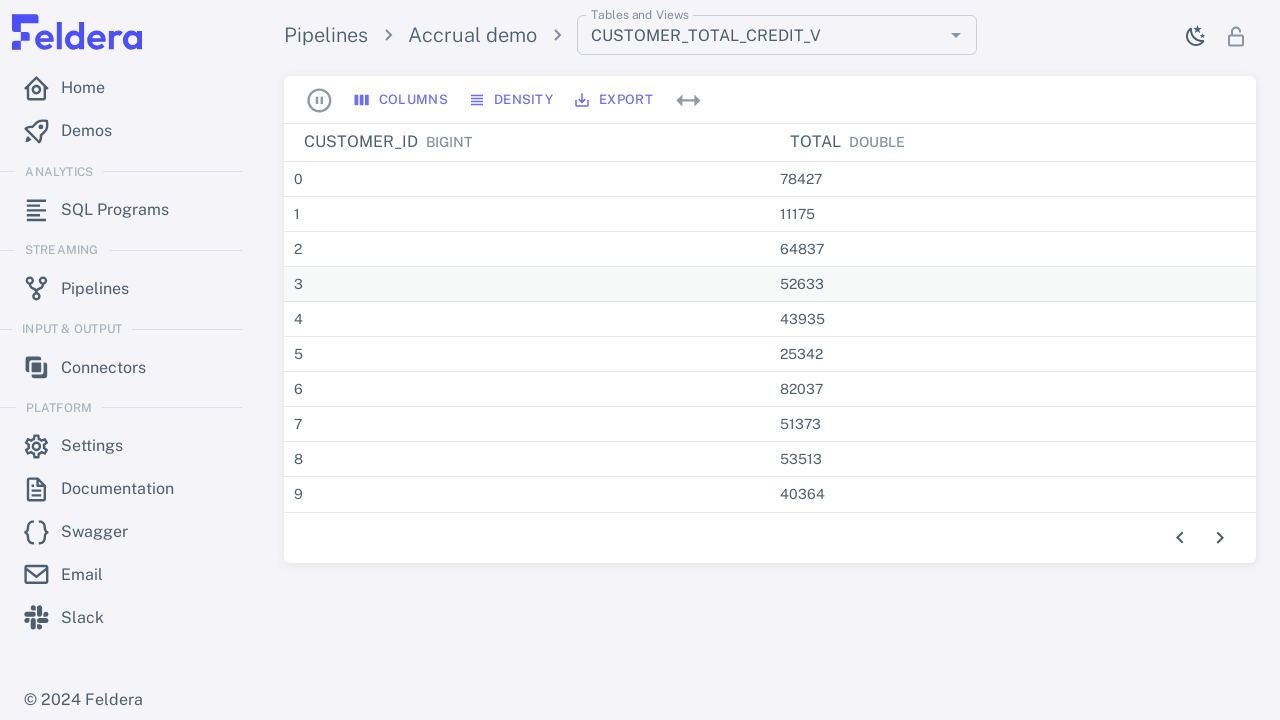 Feldera
Pipelines > Accrual demo >
Tables and Views
CUSTOMER_TOTAL_CREDIT_V
Home
Demos
ANALYTICS
SQL Programs
STREAMING
Pipelines
INPUT & OUTPUT
Connectors
PLATFORM
Settings
Documentation
Swagger
Email
Slack
© 2024 Feldera
COLUMNS DENSITY EXPORT
CUSTOMER_ID BIGINT TOTAL DOUBLE
0 78427
1 11175
2 64837
3 52633
4 43935
5 25342
6 82037
7 51373
8 53513
9 40364